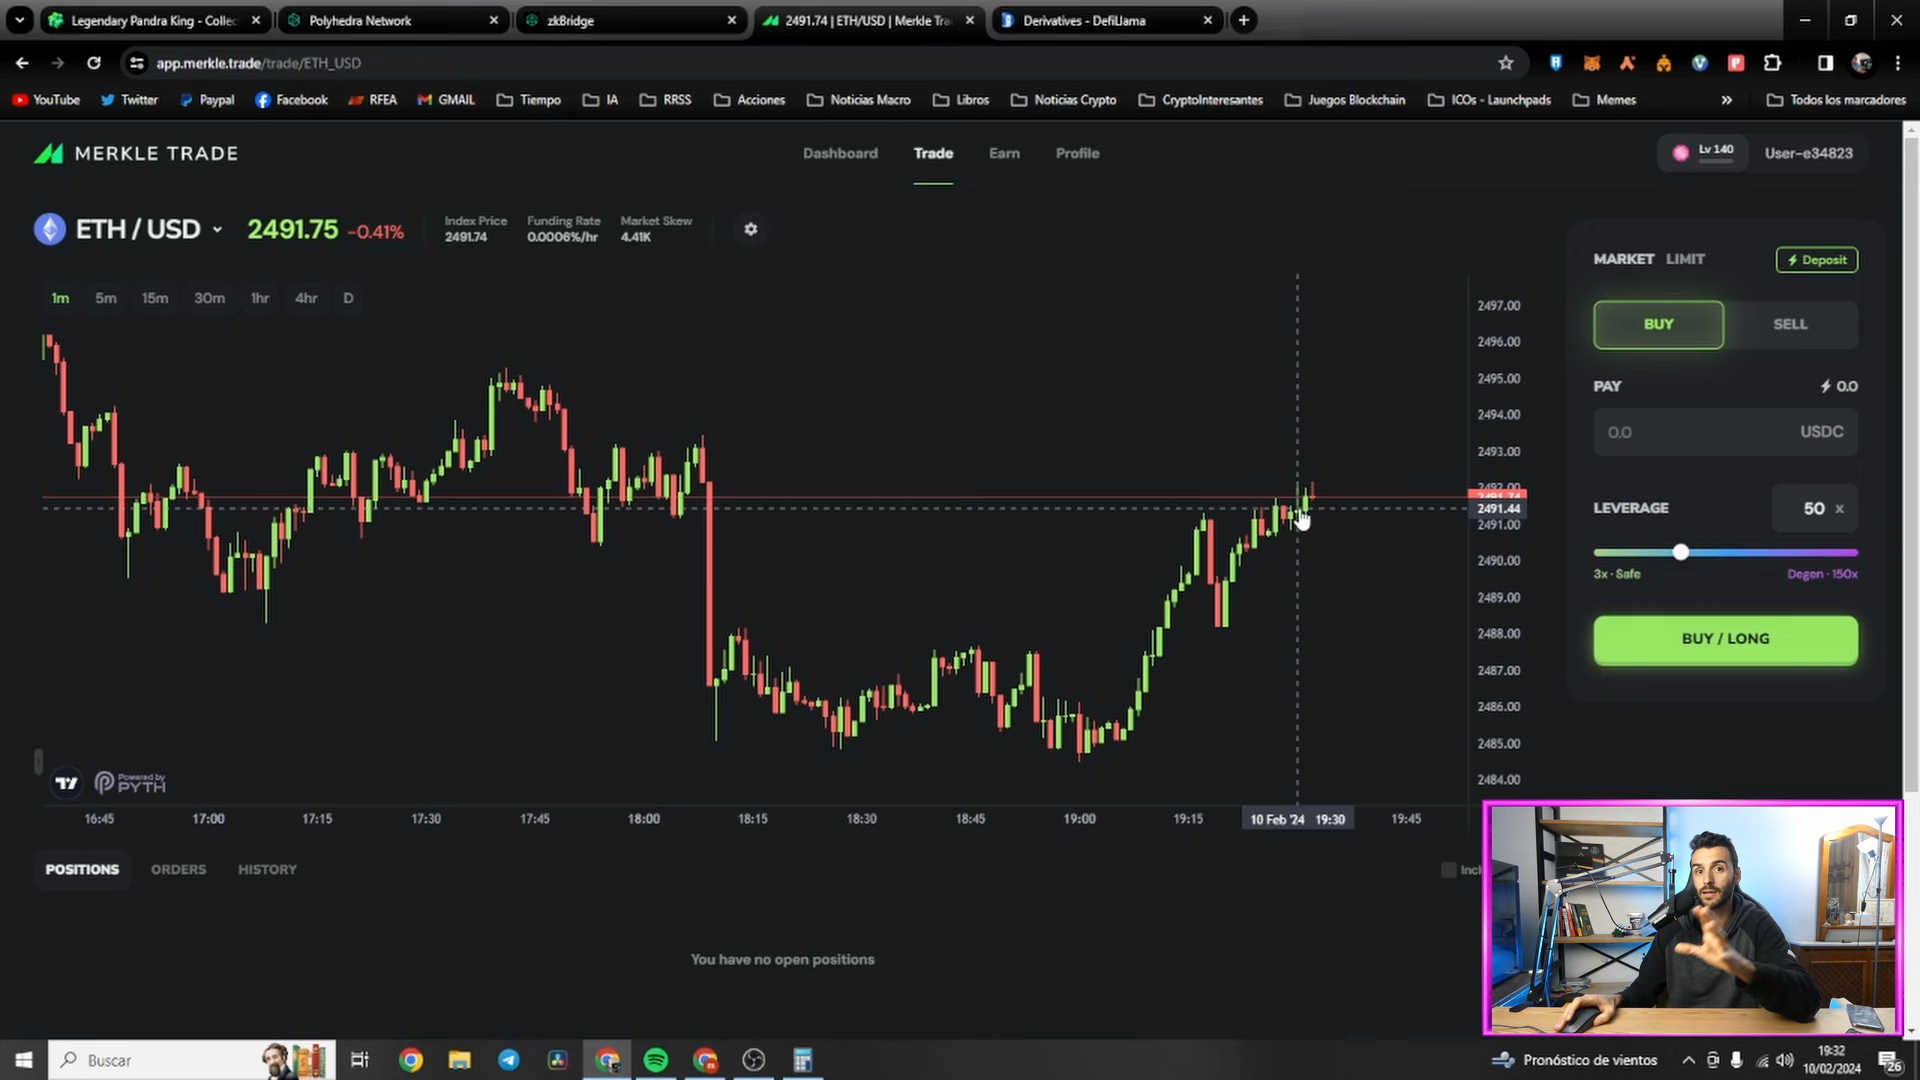 Legendary Pandra King - Collec
Polyhedra Network
zkBridge
2491.74 | ETH/USD | Merkle Tra
Derivatives - DefiLlama
app.merkle.trade/trade/ETH_USD
YouTube
Twitter
Paypal
Facebook
RFEA
GMAIL
Tiempo
IA
RRSS
Acciones
Noticias Macro
Libros
Noticias Crypto
CryptoInteresantes
Juegos Blockchain
ICOs - Launchpads
Memes
»
Todos los marcadores
MERKLE TRADE
Dashboard
Trade
Earn
Profile
Lv 140
User-e34823
ETH / USD
2491.75
-0.41%
Index Price
2491.74
Funding Rate
0.0006%/hr
Market Skew
4.41K
1m
5m
15m
30m
1hr
4hr
D
2497.00
2496.00
2495.00
2494.00
2493.00
2492.00
2491.74
2491.44
2491.00
2490.00
2489.00
2488.00
2487.00
2486.00
2485.00
2484.00
Powered by
PYTH
16:45
17:00
17:15
17:30
17:45
18:00
18:15
18:30
18:45
19:00
19:15
10 Feb '24 19:30
19:45
MARKET
LIMIT
Deposit
BUY
SELL
PAY
0.0
0.0
USDC
LEVERAGE
50 x
3x · Safe
Degen · 150x
BUY / LONG
POSITIONS
ORDERS
HISTORY
Incl
You have no open positions
Buscar
Pronóstico de vientos
19:32
10/02/2024
26